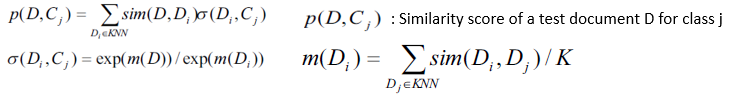 p(D,C_j) = ∑_{D_i∈KNN} sim(D,D_i)σ(D_i,C_j)
p(D,C_j) : Similarity score of a test document D for class j
σ(D_i,C_j) = exp(m(D))/exp(m(D_i))
m(D_i) = ∑_{D_j∈KNN} sim(D_i,D_j)/K